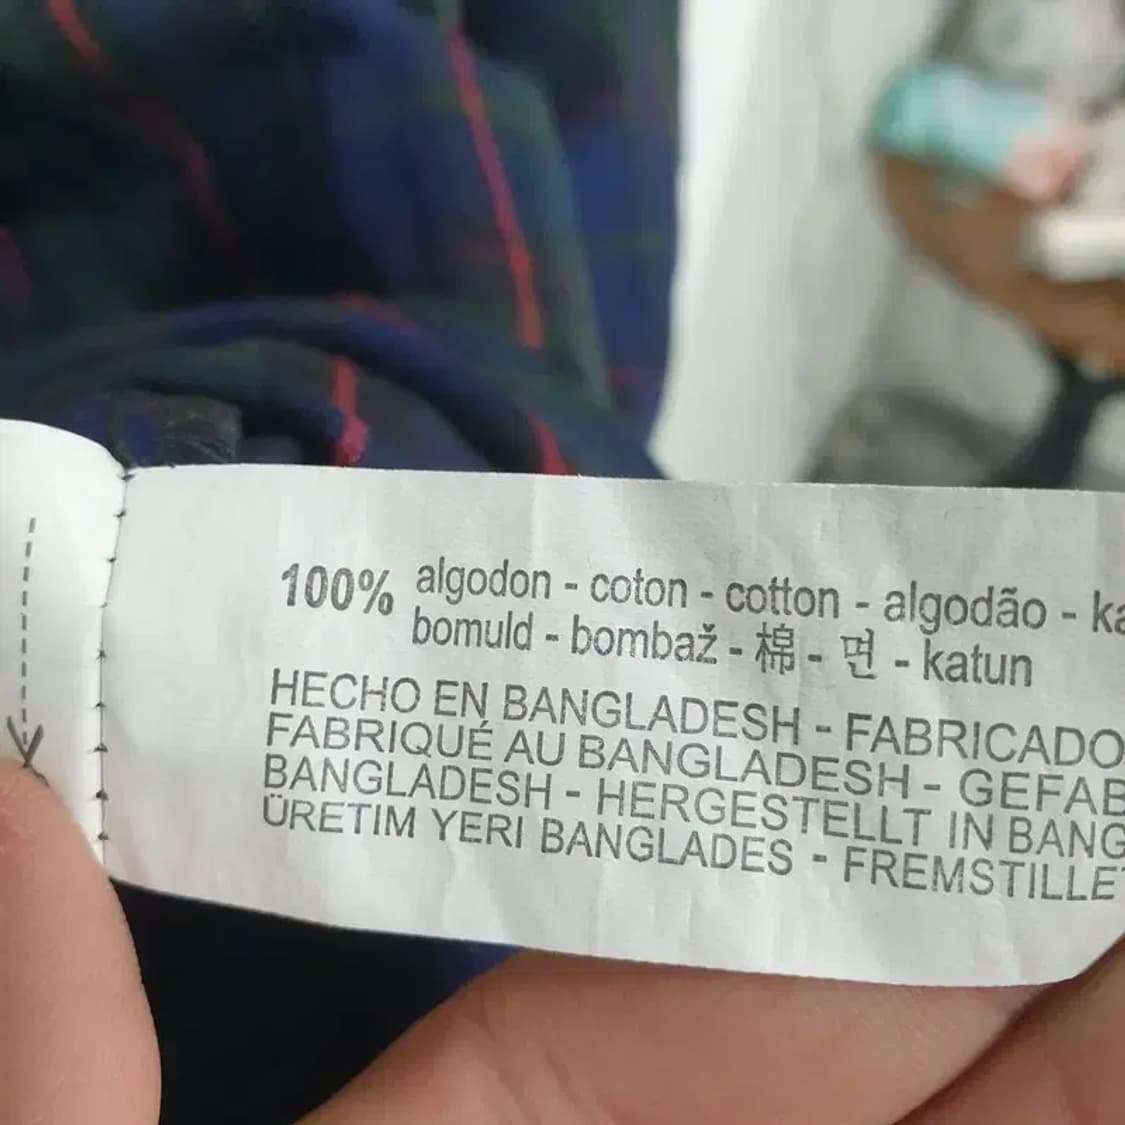 100% algodon - coton - cotton - algodão - ka
bomuld - bombaž - 棉 - 면 - katun
HECHO EN BANGLADESH - FABRICADO
FABRIQUÉ AU BANGLADESH - GEFAB
BANGLADESH - HERGESTELLT IN BANG
ÜRETIM YERI BANGLADES - FREMSTILLET